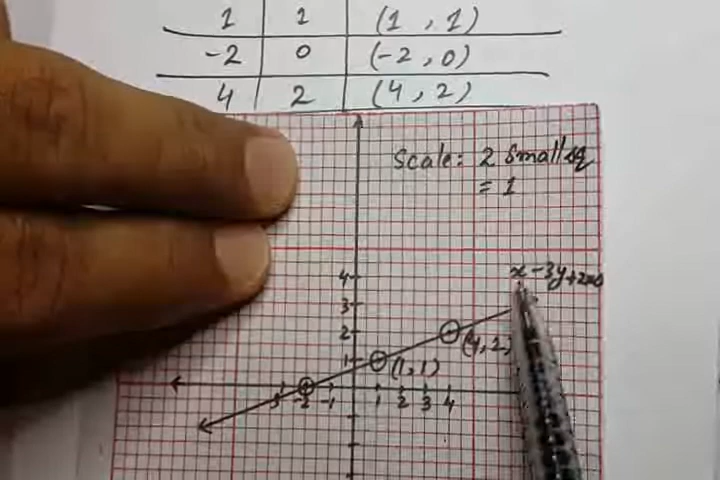 1 1 (1 , 1)
-2 0 (-2 , 0)
4 2 (4 , 2)
Scale: 2 Small sq
= 1
x-3y+2=0
4
3
2
(4, 2)
1
(1, 1)
-3 -2 -1 1 2 3 4